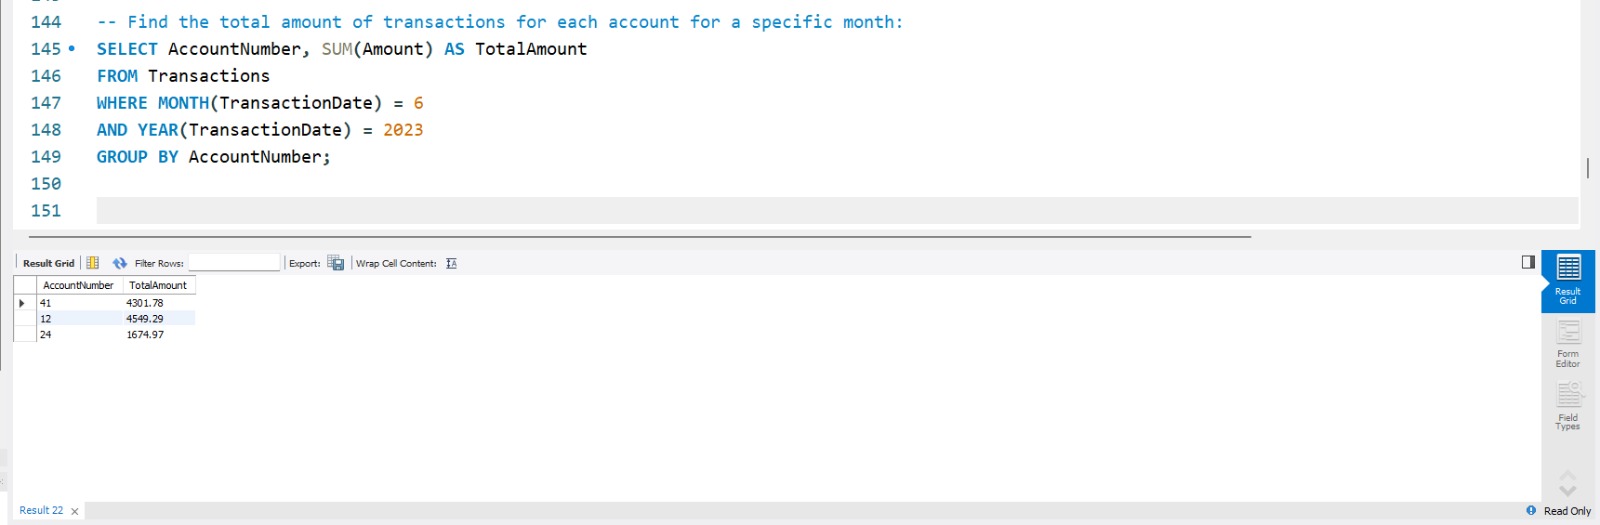 144 -- Find the total amount of transactions for each account for a specific month:
145 SELECT AccountNumber, SUM(Amount) AS TotalAmount
146 FROM Transactions
147 WHERE MONTH(TransactionDate) = 6
148 AND YEAR(TransactionDate) = 2023
149 GROUP BY AccountNumber;
150
151
Result Grid Filter Rows: Export: Wrap Cell Content:
AccountNumber TotalAmount
41 4301.78
12 4549.29
24 1674.97
Result
Grid
Form
Editor
Field
Types
Result 22 x
Read Only